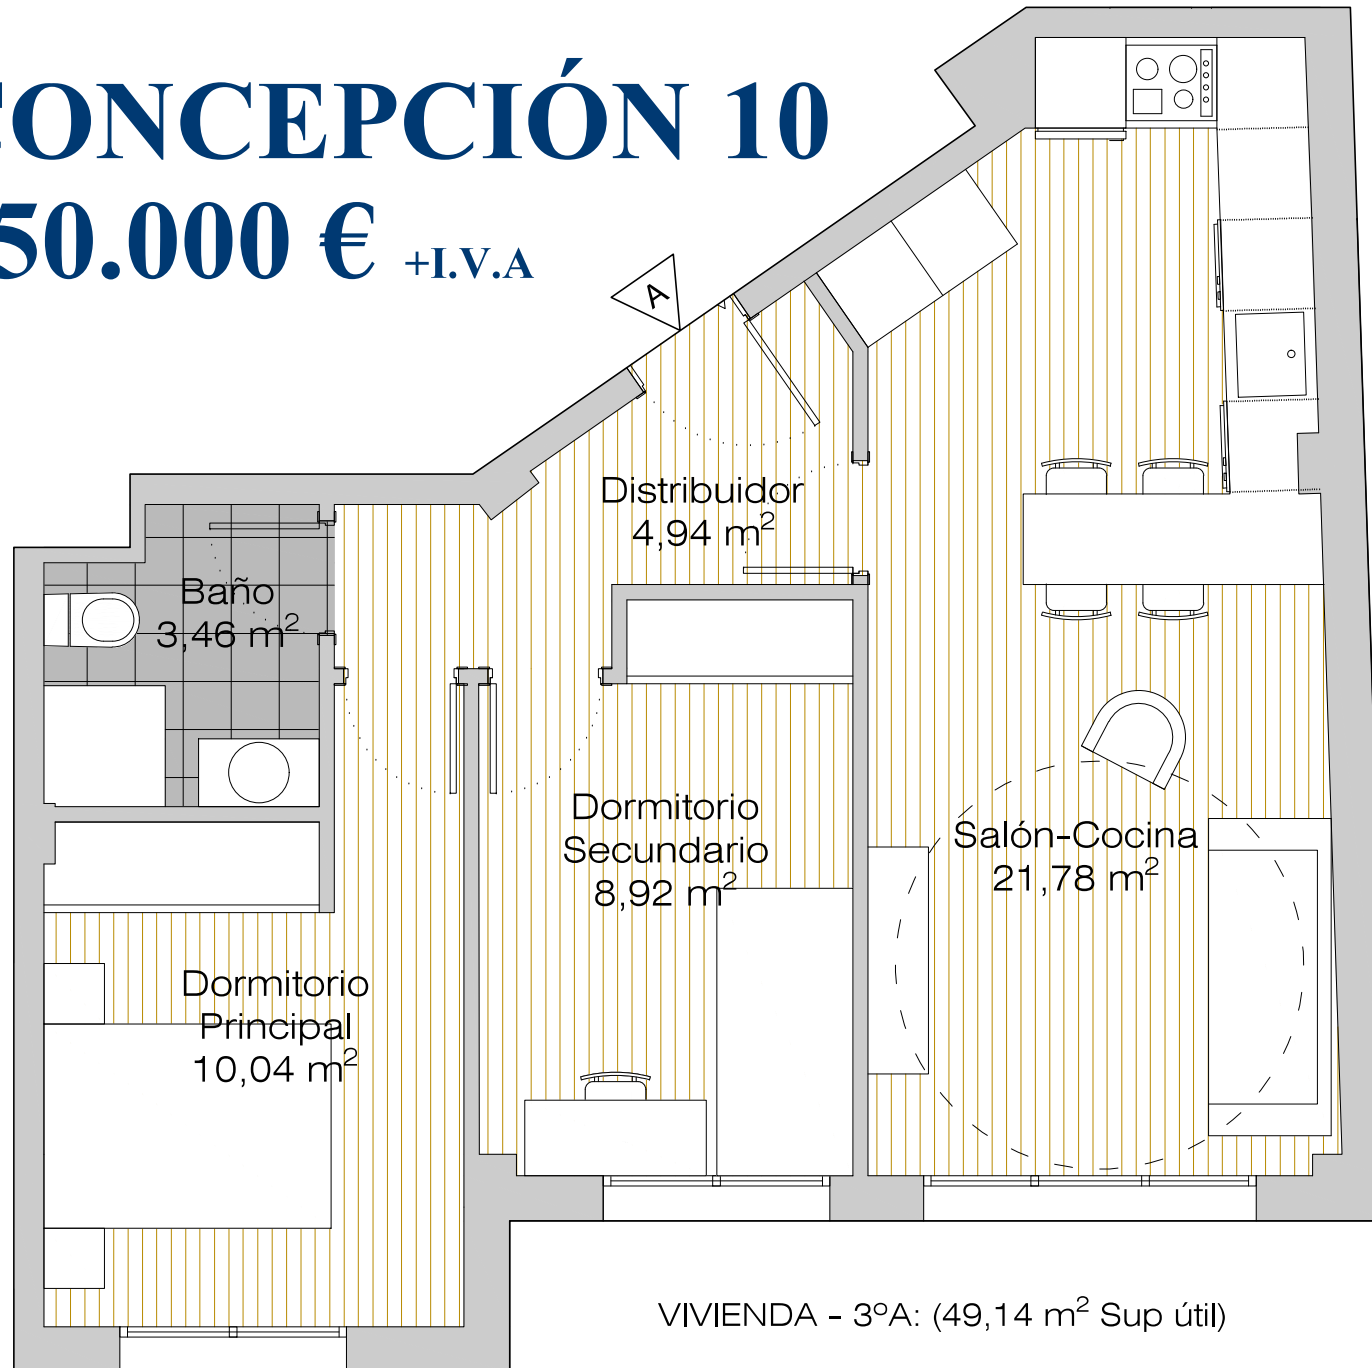 CONCEPCIÓN 10
50.000 € +I.V.A
A
Distribuidor
4,94 m²
Baño
3,46 m²
Dormitorio
Secundario
8,92 m²
Salón-Cocina
21,78 m²
Dormitorio
Principal
10,04 m²
VIVIENDA - 3ºA: (49,14 m² Sup útil)